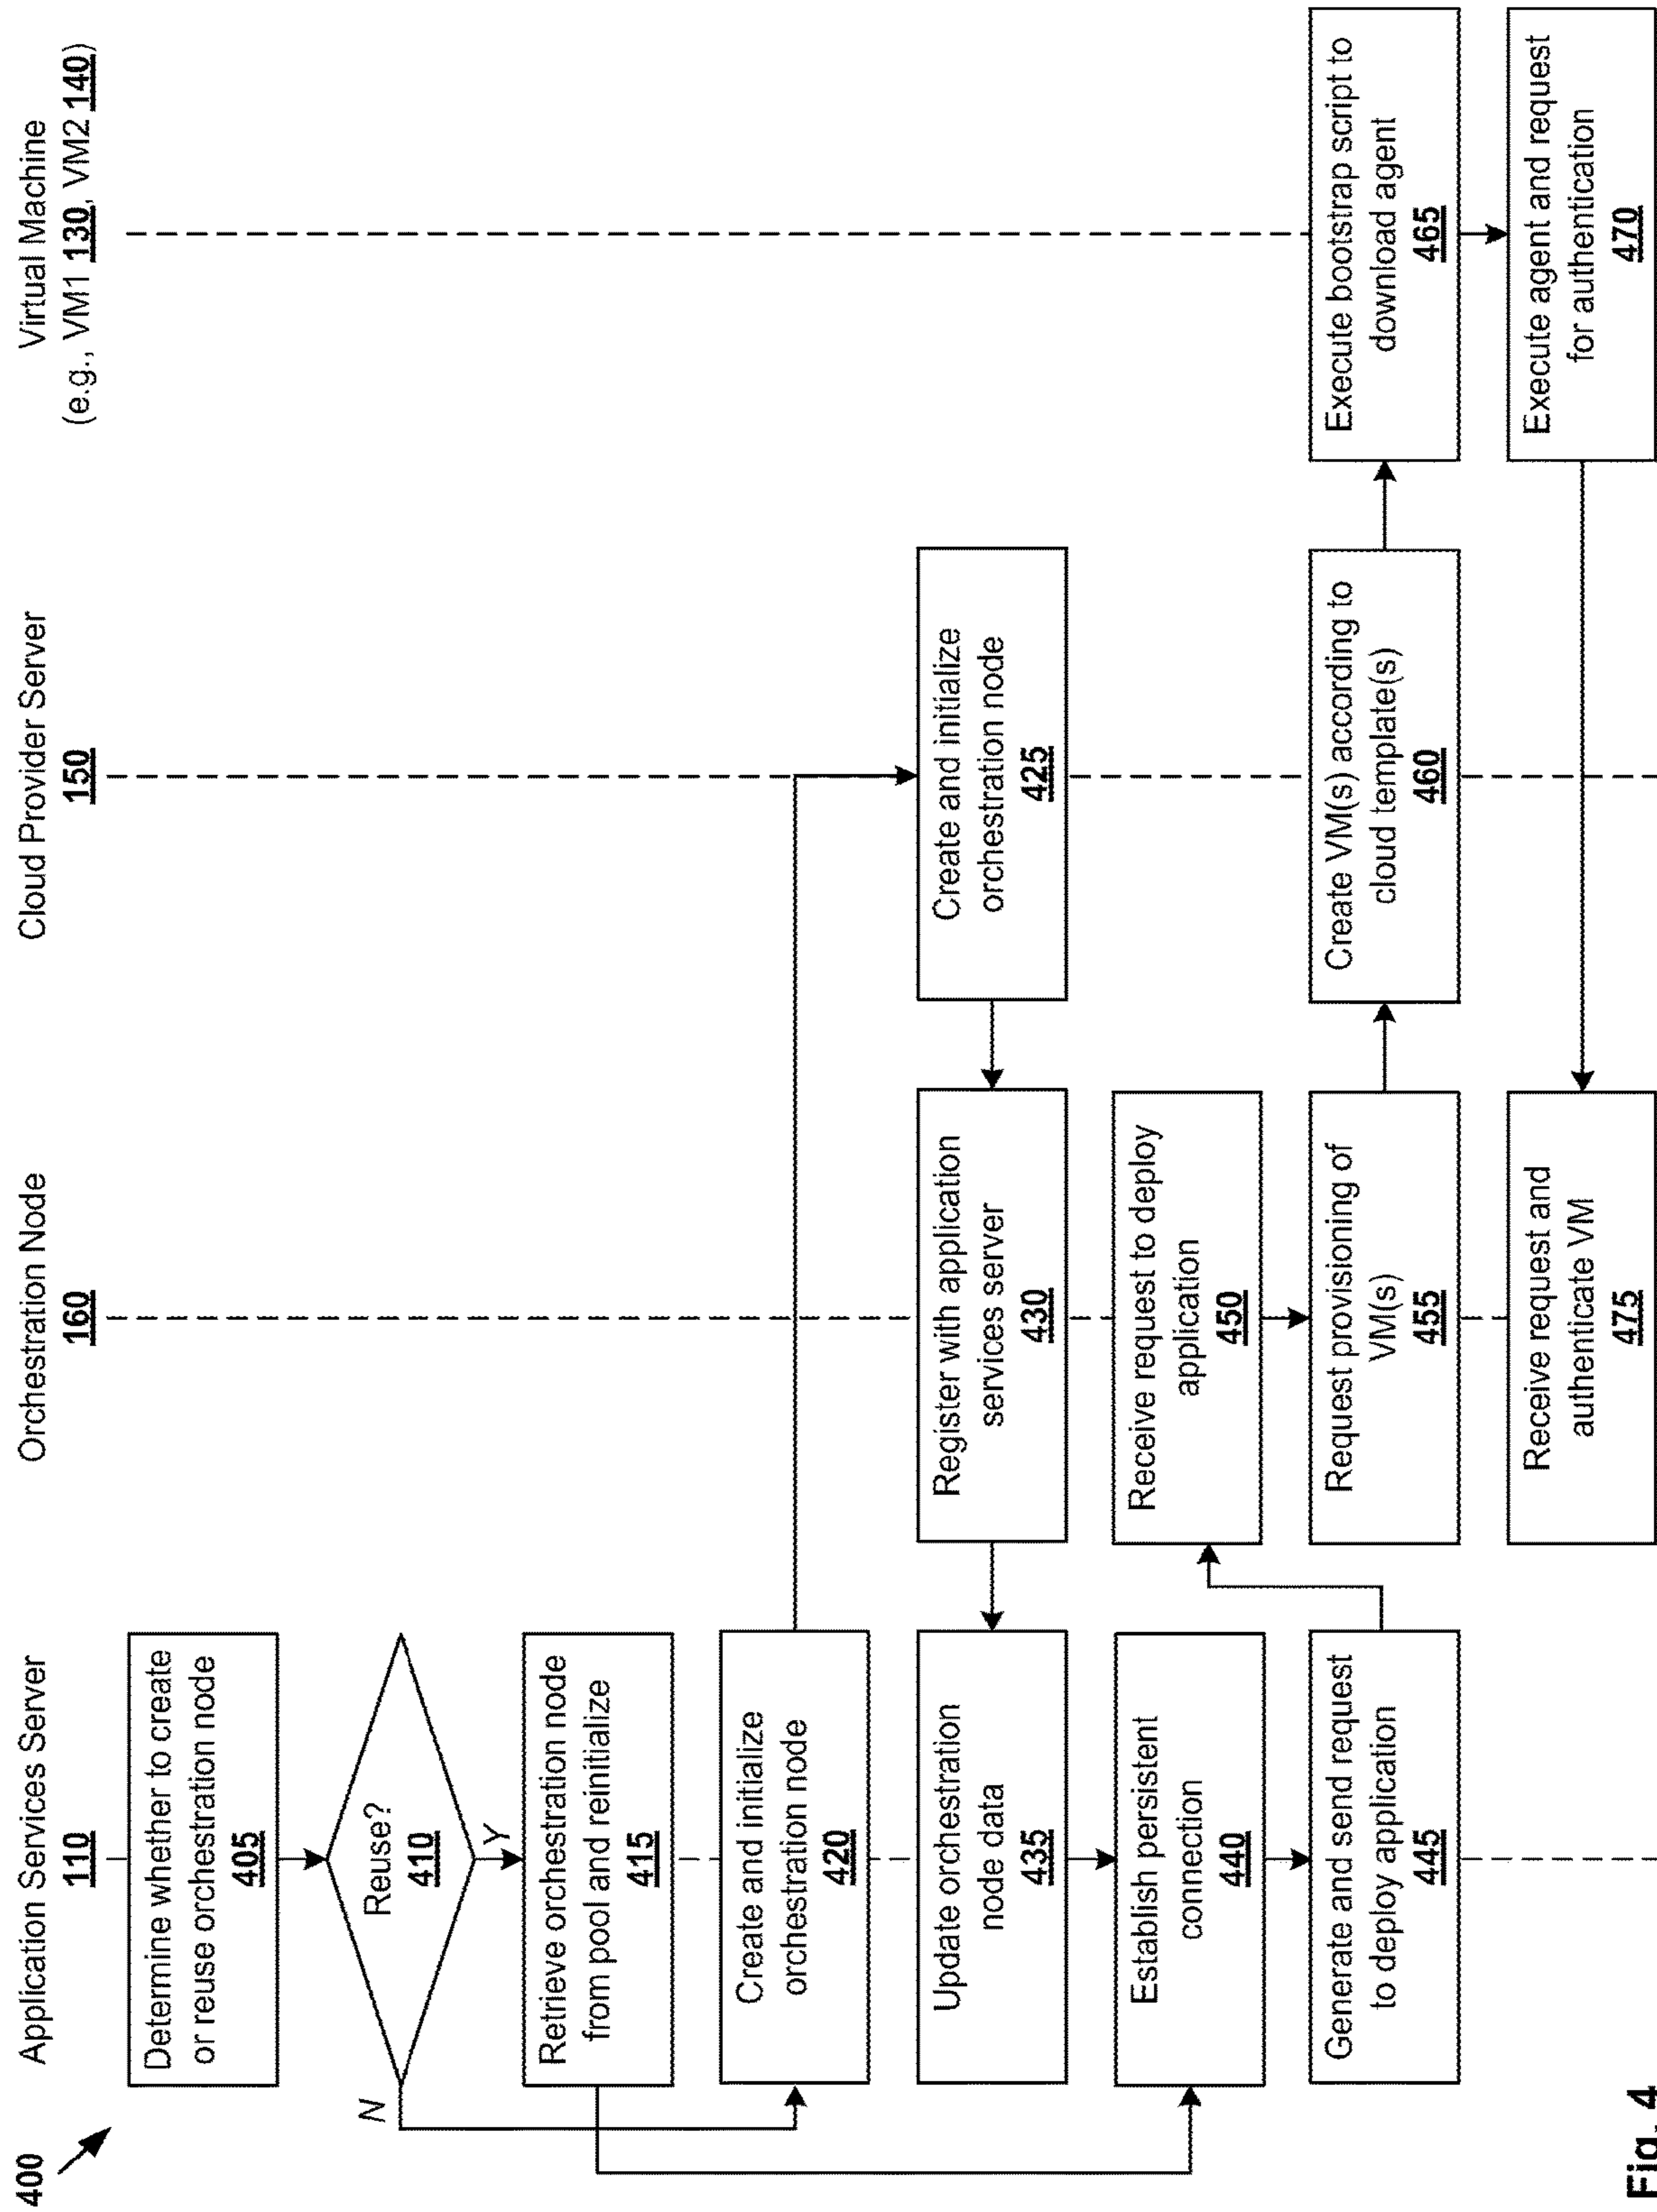 400
Application Services Server
110
Orchestration Node
160
Cloud Provider Server
150
Virtual Machine
(e.g., VM1 130, VM2 140)
Determine whether to create
or reuse orchestration node
405
Reuse?
410
N
Y
Retrieve orchestration node
from pool and reinitialize
415
Create and initialize
orchestration node
420
Create and initialize
orchestration node
425
Register with application
services server
430
Update orchestration
node data
435
Establish persistent
connection
440
Generate and send request
to deploy application
445
Receive request to deploy
application
450
Request provisioning of
VM(s)
455
Create VM(s) according to
cloud template(s)
460
Execute bootstrap script to
download agent
465
Execute agent and request
for authentication
470
Receive request and
authenticate VM
475
Fig. 4